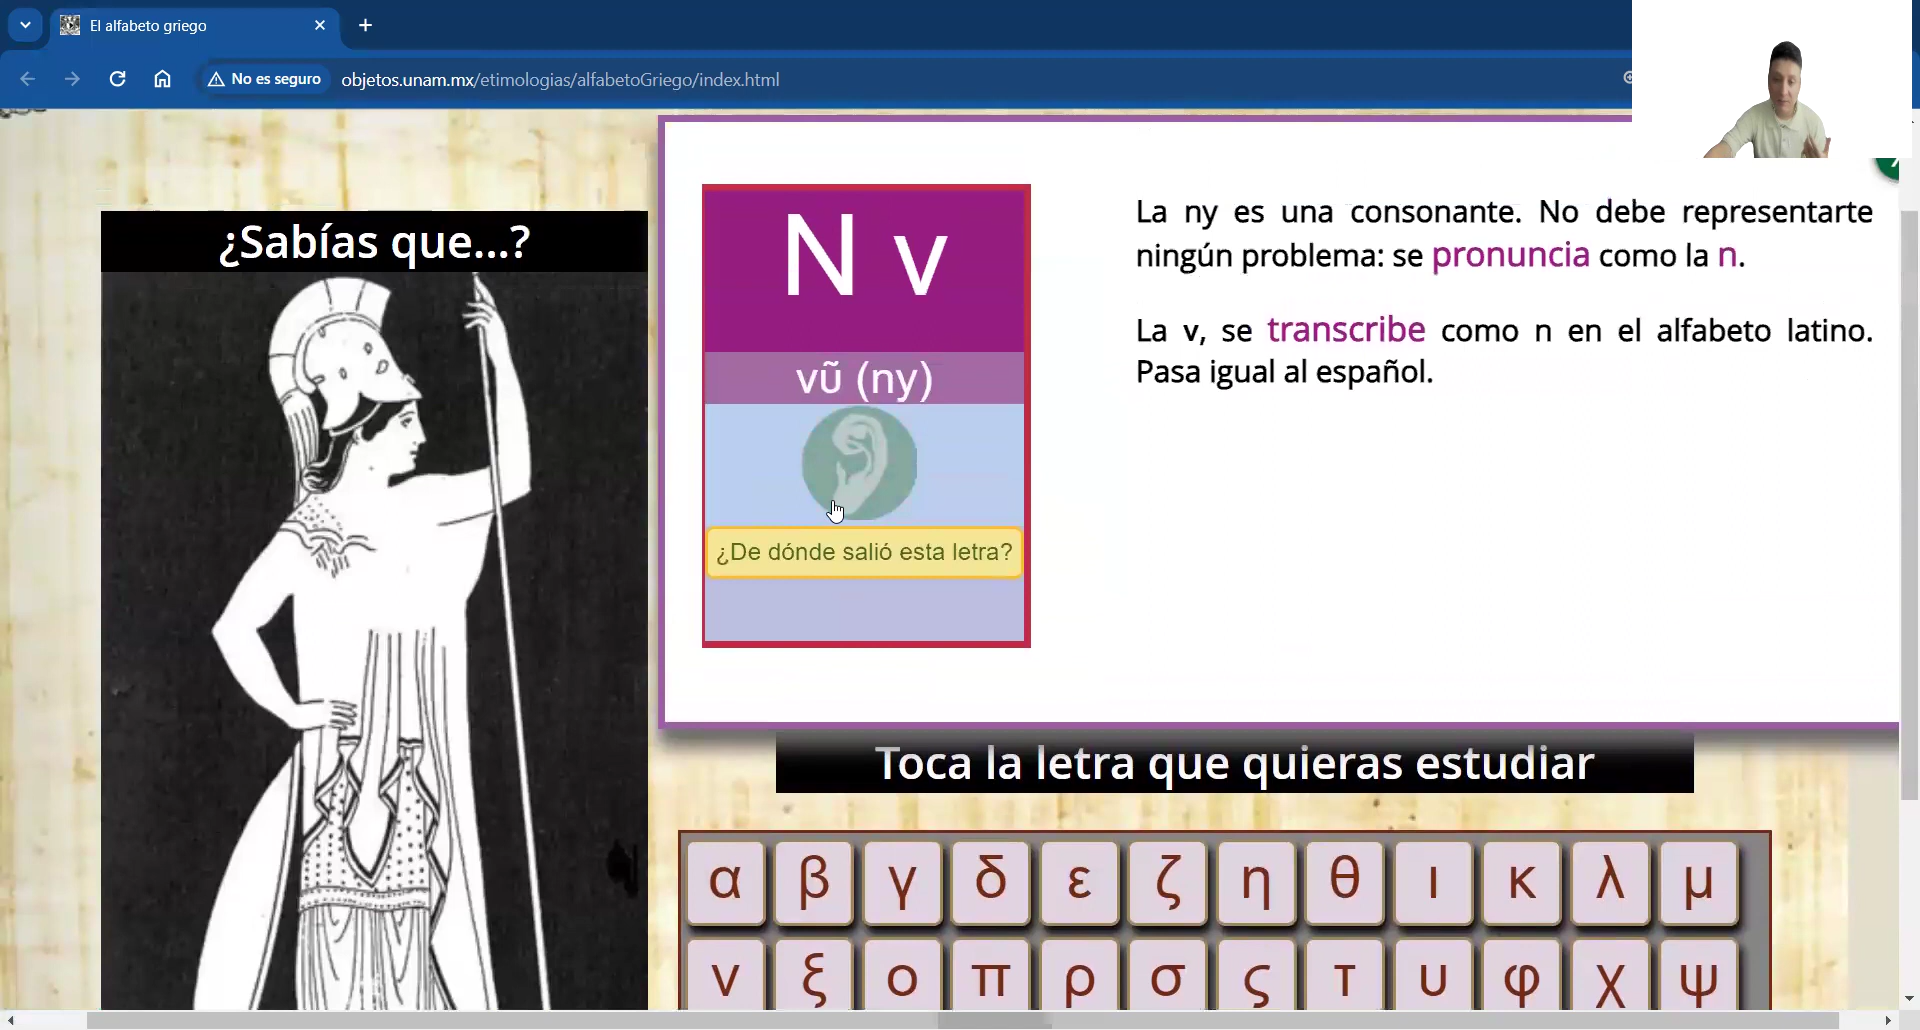 El alfabeto griego
No es seguro
objetos.unam.mx/etimologias/alfabetoGriego/index.html
¿Sabías que...?
Ν ν
νῦ (ny)
¿De dónde salió esta letra?
La ny es una consonante. No debe representarte
ningún problema: se pronuncia como la n.
La ν, se transcribe como n en el alfabeto latino.
Pasa igual al español.
Toca la letra que quieras estudiar
α β γ δ ε ζ η θ ι κ λ μ
ν ξ ο π ρ σ ς τ υ φ χ ψ